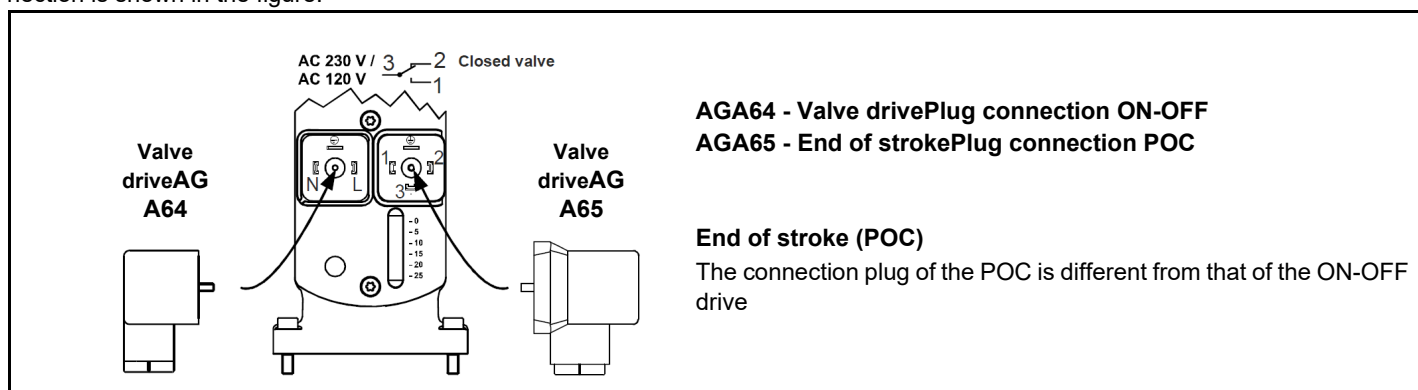 nection is shown in the figure.
AC 230 V / 3 2 Closed valve
AC 120 V 1
Valve
driveAG
A64
N L
1 2
3
-0
-5
-10
-15
-20
-25
Valve
driveAG
A65
AGA64 - Valve drivePlug connection ON-OFF
AGA65 - End of strokePlug connection POC
End of stroke (POC)
The connection plug of the POC is different from that of the ON-OFF
drive